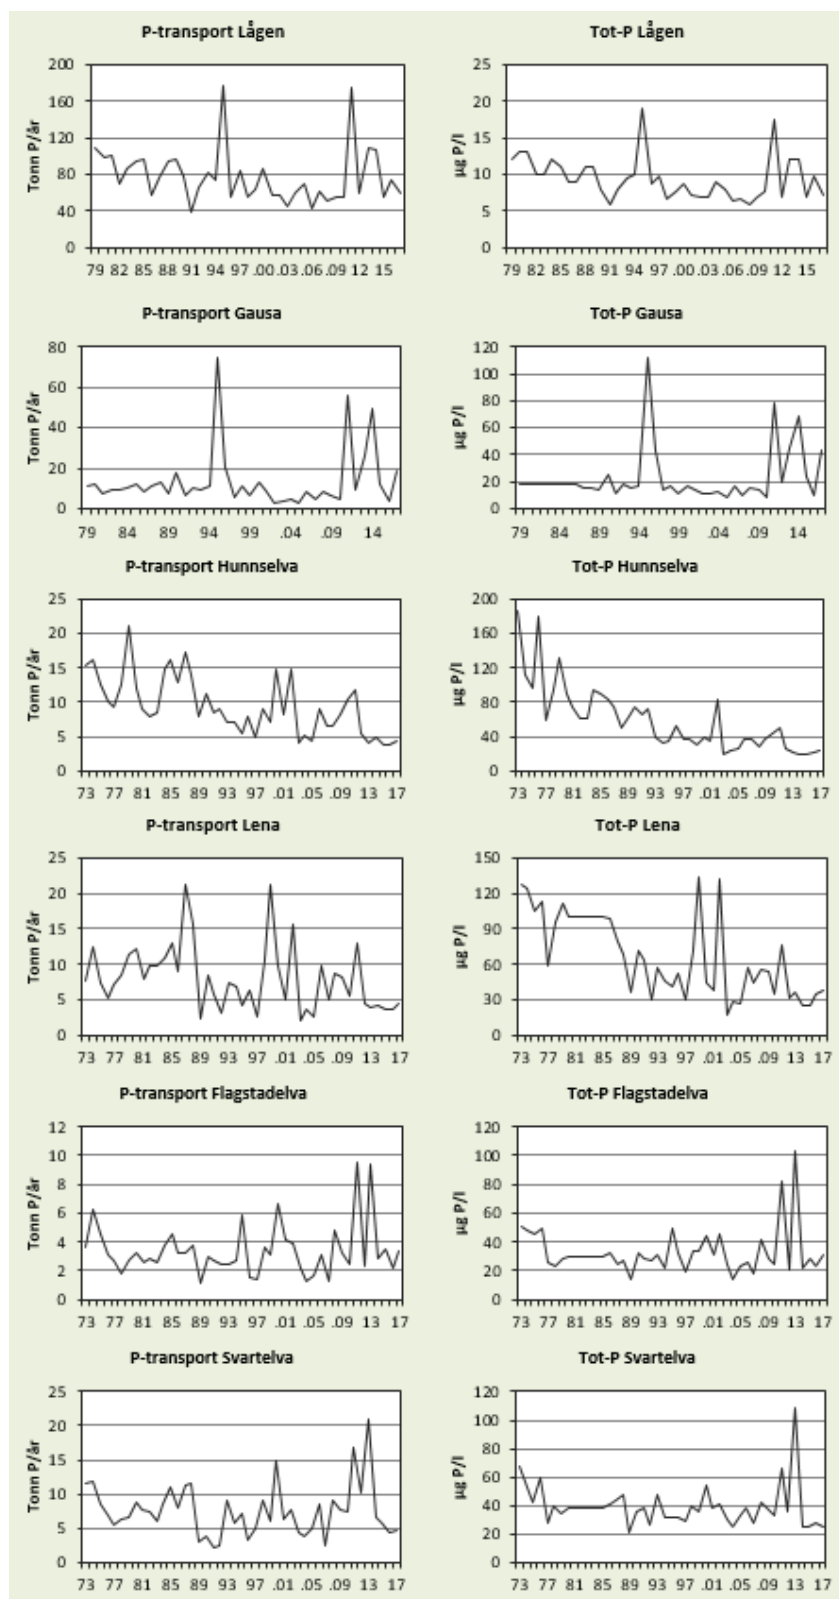 P-transport Lågen
Tonn P/år
200
160
120
80
40
0
79 82 85 88 91 94 97 .00 .03 .06 .09 12 15
Tot-P Lågen
µg P/l
25
20
15
10
5
0
79 82 85 88 91 94 97 .00 .03 .06 .09 12 15
P-transport Gausa
Tonn P/år
80
60
40
20
0
79 84 89 94 99 .04 .09 14
Tot-P Gausa
µg P/l
120
100
80
60
40
20
0
79 84 89 94 99 .04 .09 14
P-transport Hunnselva
Tonn P/år
25
20
15
10
5
0
73 77 81 85 89 93 97 .01 .05 .09 13 17
Tot-P Hunnselva
µg P/l
200
160
120
80
40
0
73 77 81 85 89 93 97 .01 .05 .09 13 17
P-transport Lena
Tonn P/år
25
20
15
10
5
0
73 77 81 85 89 93 97 .01 .05 .09 13 17
Tot-P Lena
µg P/l
150
120
90
60
30
0
73 77 81 85 89 93 97 .01 .05 .09 13 17
P-transport Flagstadelva
Tonn P/år
12
10
8
6
4
2
0
73 77 81 85 89 93 97 .01 .05 .09 13 17
Tot-P Flagstadelva
µg P/l
120
100
80
60
40
20
0
73 77 81 85 89 93 97 .01 .05 .09 13 17
P-transport Svartelva
Tonn P/år
25
20
15
10
5
0
73 77 81 85 89 93 97 .01 .05 .09 13 17
Tot-P Svartelva
µg P/l
120
100
80
60
40
20
0
73 77 81 85 89 93 97 .01 .05 .09 13 17